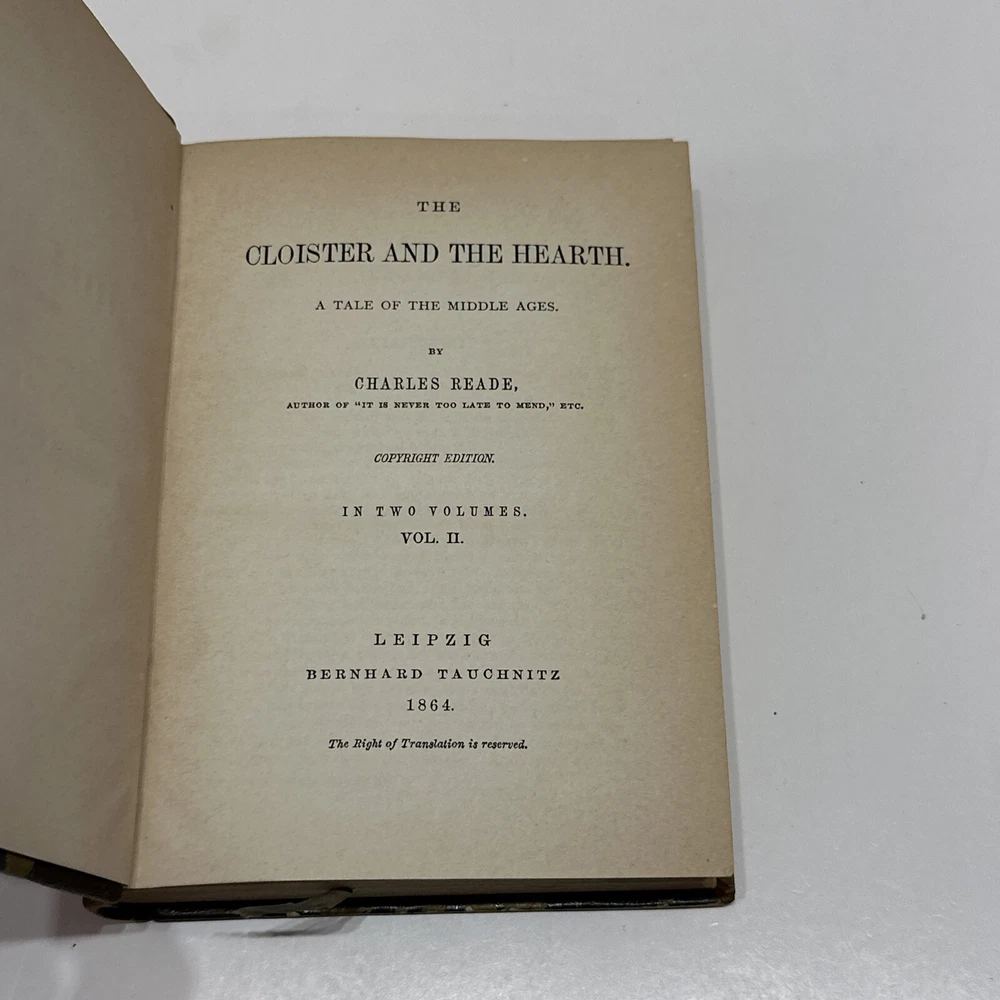 THE
CLOISTER AND THE HEARTH.
A TALE OF THE MIDDLE AGES.
BY
CHARLES READE,
AUTHOR OF "IT IS NEVER TOO LATE TO MEND," ETC.
COPYRIGHT EDITION.
IN TWO VOLUMES.
VOL. II.
LEIPZIG
BERNHARD TAUCHNITZ
1864.
The Right of Translation is reserved.